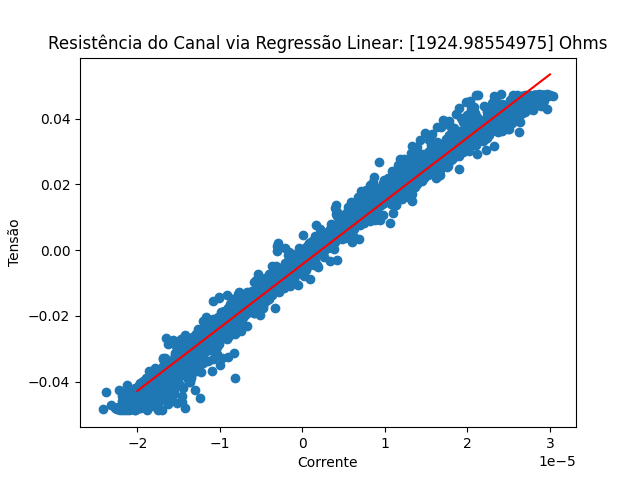 Resistência do Canal via Regressão Linear: [1924.98554975] Ohms
0.04
0.02
0.00
−0.02
−0.04
Tensão
−2
−1
0
1
2
3
1e−5
Corrente